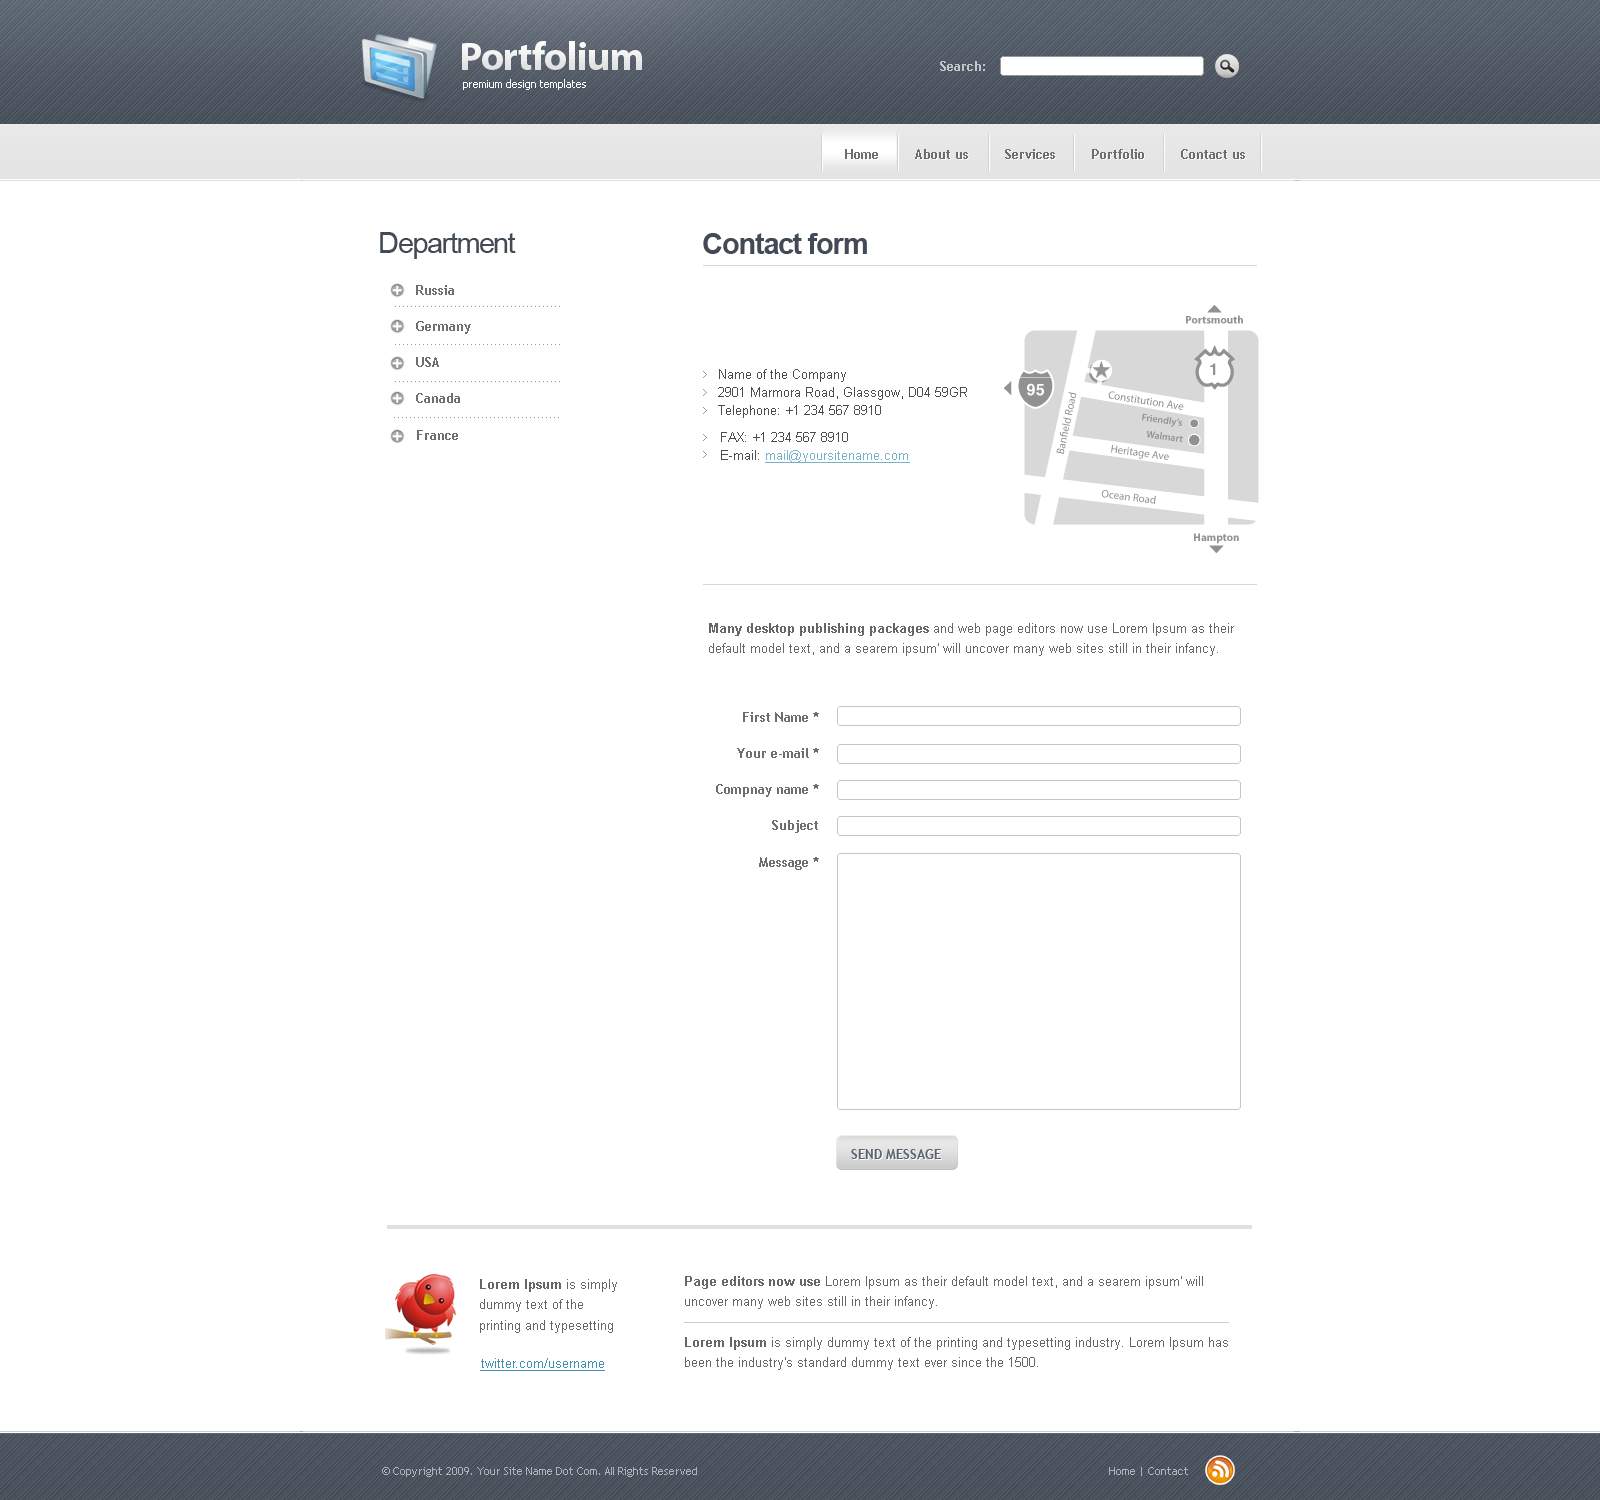 Portfolium
premium design templates
Search:
Home
About us
Services
Portfolio
Contact us
Department
Russia
Germany
USA
Canada
France
Contact form
Name of the Company
2901 Marmora Road, Glassgow, D04 59GR
Telephone: +1 234 567 8910
FAX: +1 234 567 8910
E-mail: mail@yoursitename.com
Portsmouth
1
95
Banfield Road
Constitution Ave
Friendly's
Walmart
Heritage Ave
Ocean Road
Hampton
Many desktop publishing packages and web page editors now use Lorem Ipsum as their
default model text, and a searem ipsum' will uncover many web sites still in their infancy.
First Name *
Your e-mail *
Compnay name *
Subject
Message *
SEND MESSAGE
Lorem Ipsum is simply
dummy text of the
printing and typesetting
twitter.com/username
Page editors now use Lorem Ipsum as their default model text, and a searem ipsum' will
uncover many web sites still in their infancy.
Lorem Ipsum is simply dummy text of the printing and typesetting industry. Lorem Ipsum has
been the industry's standard dummy text ever since the 1500.
© Copyright 2009. Your Site Name Dot Com. All Rights Reserved
Home | Contact